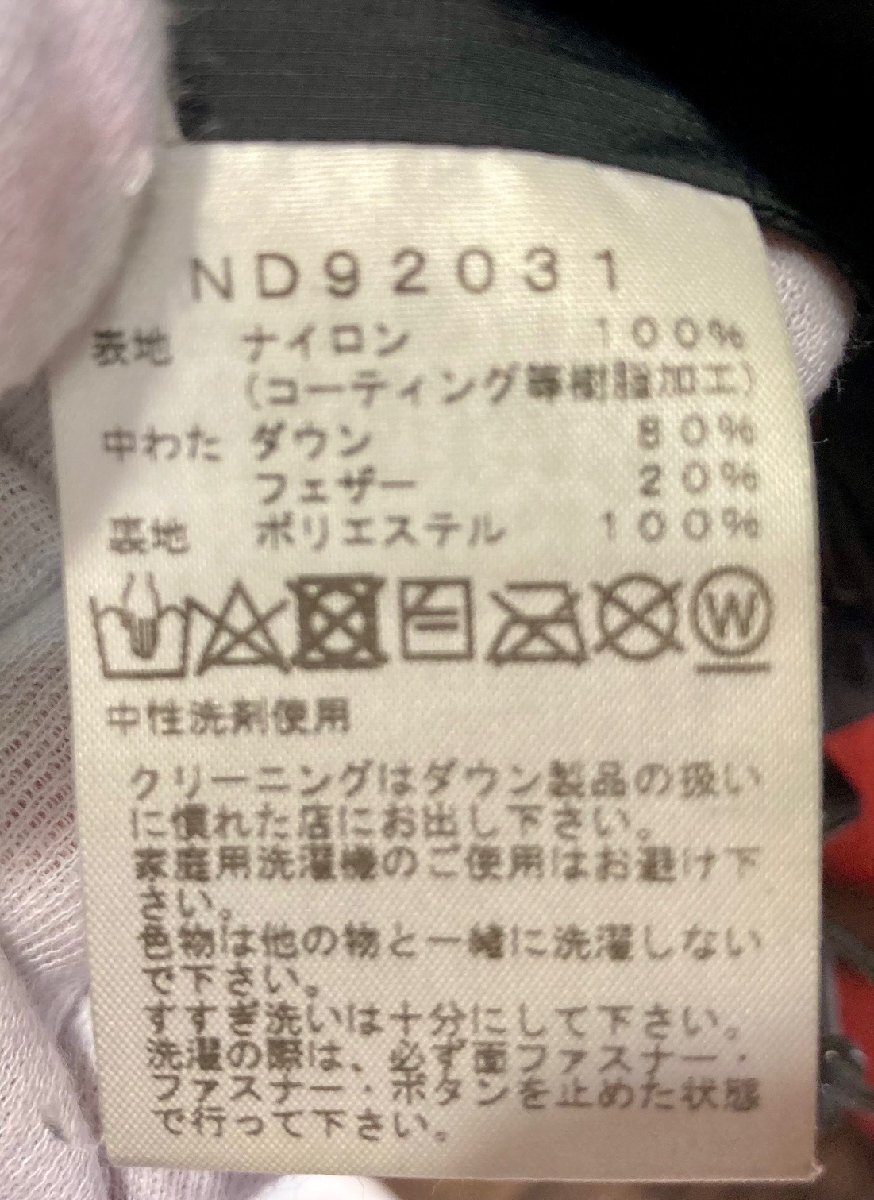 ND92031
表地 ナイロン 100%
(コーティング等樹脂加工)
中わた ダウン 80%
フェザー 20%
裏地 ポリエステル 100%
W
中性洗剤使用
クリーニングはダウン製品の扱い
に慣れた店にお出し下さい。
家庭用洗濯機のご使用はお避け下
さい。
色物は他の物と一緒に洗濯しない
で下さい。
すすぎ洗いは十分にして下さい。
洗濯の際は、必ず面ファスナー・
ファスナー・ボタンを止めた状態
で行って下さい。